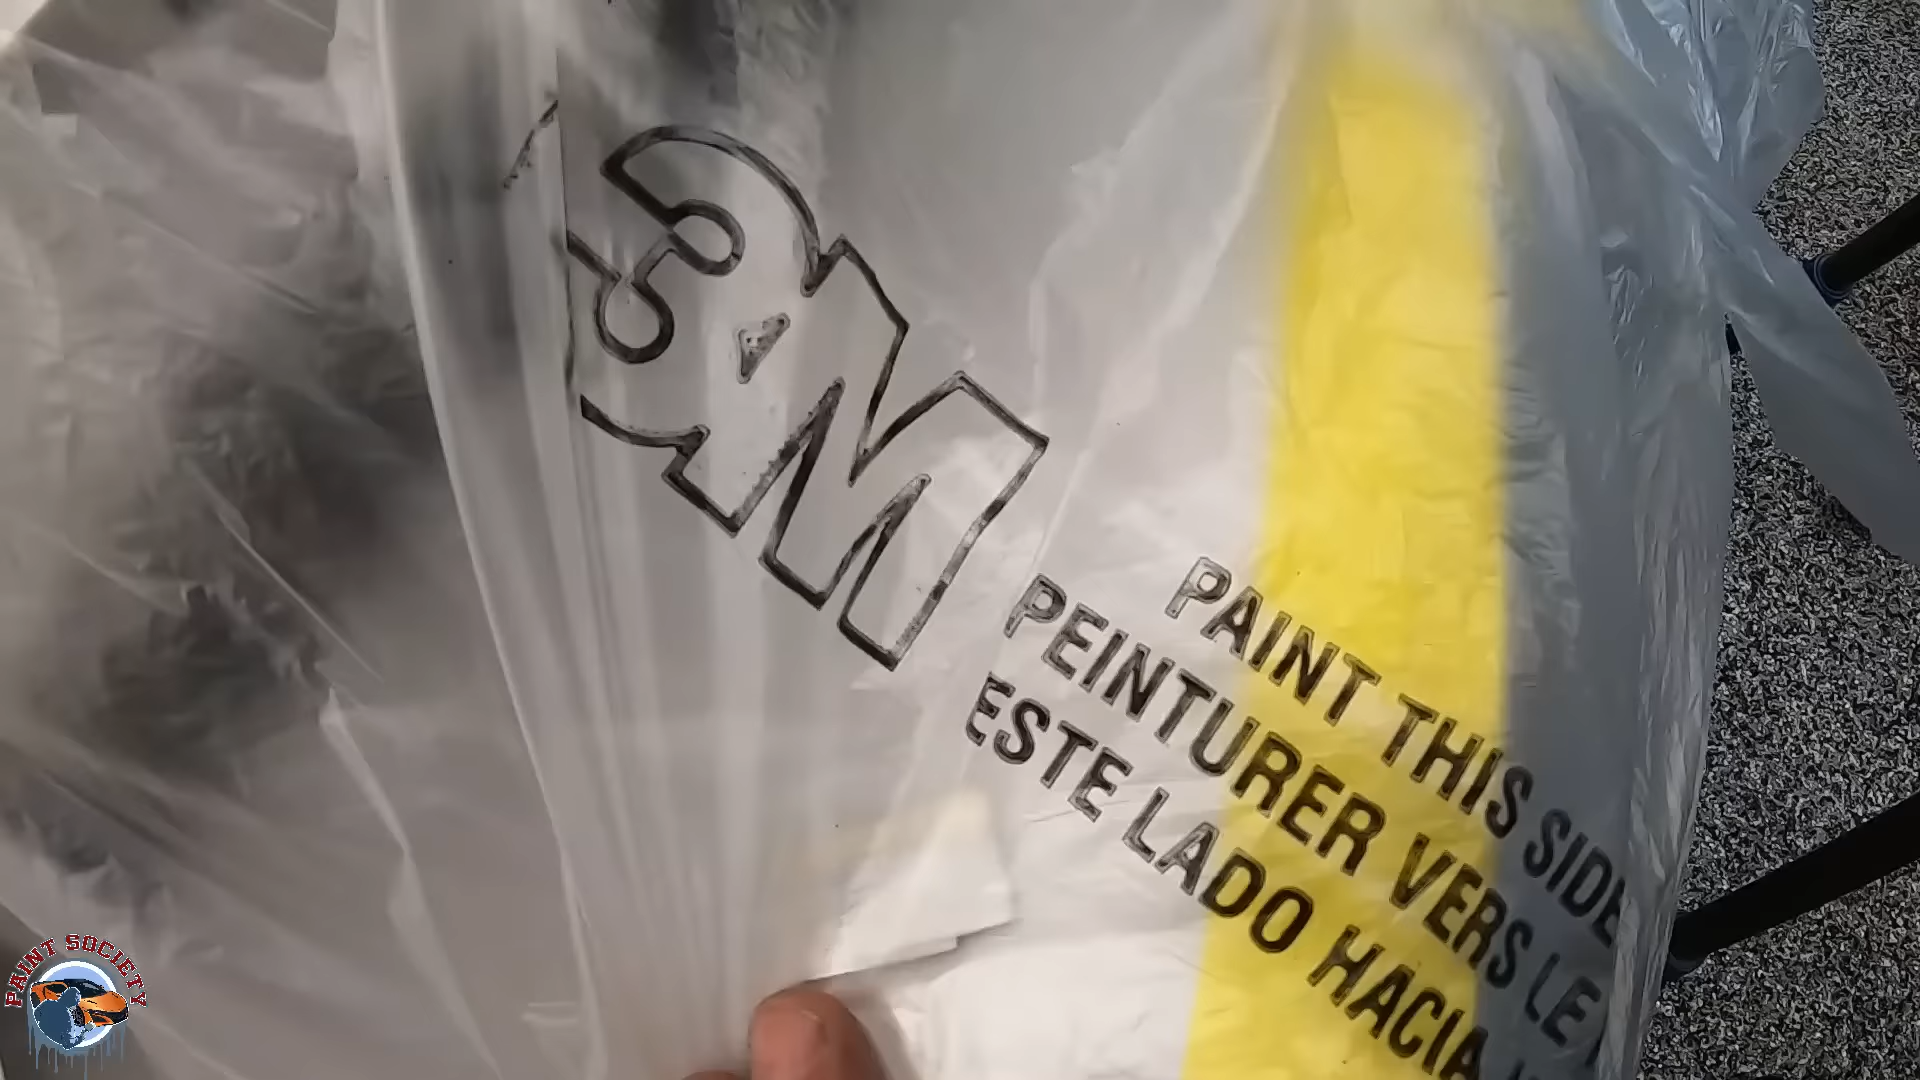 3M
PAINT THIS SIDE
PEINTURER VERS LE
ESTE LADO HACIA
PAINT SOCIETY